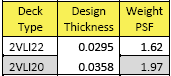 Deck Type Design Thickness Weight PSF
2VLI22 0.0295 1.62
2VLI20 0.0358 1.97